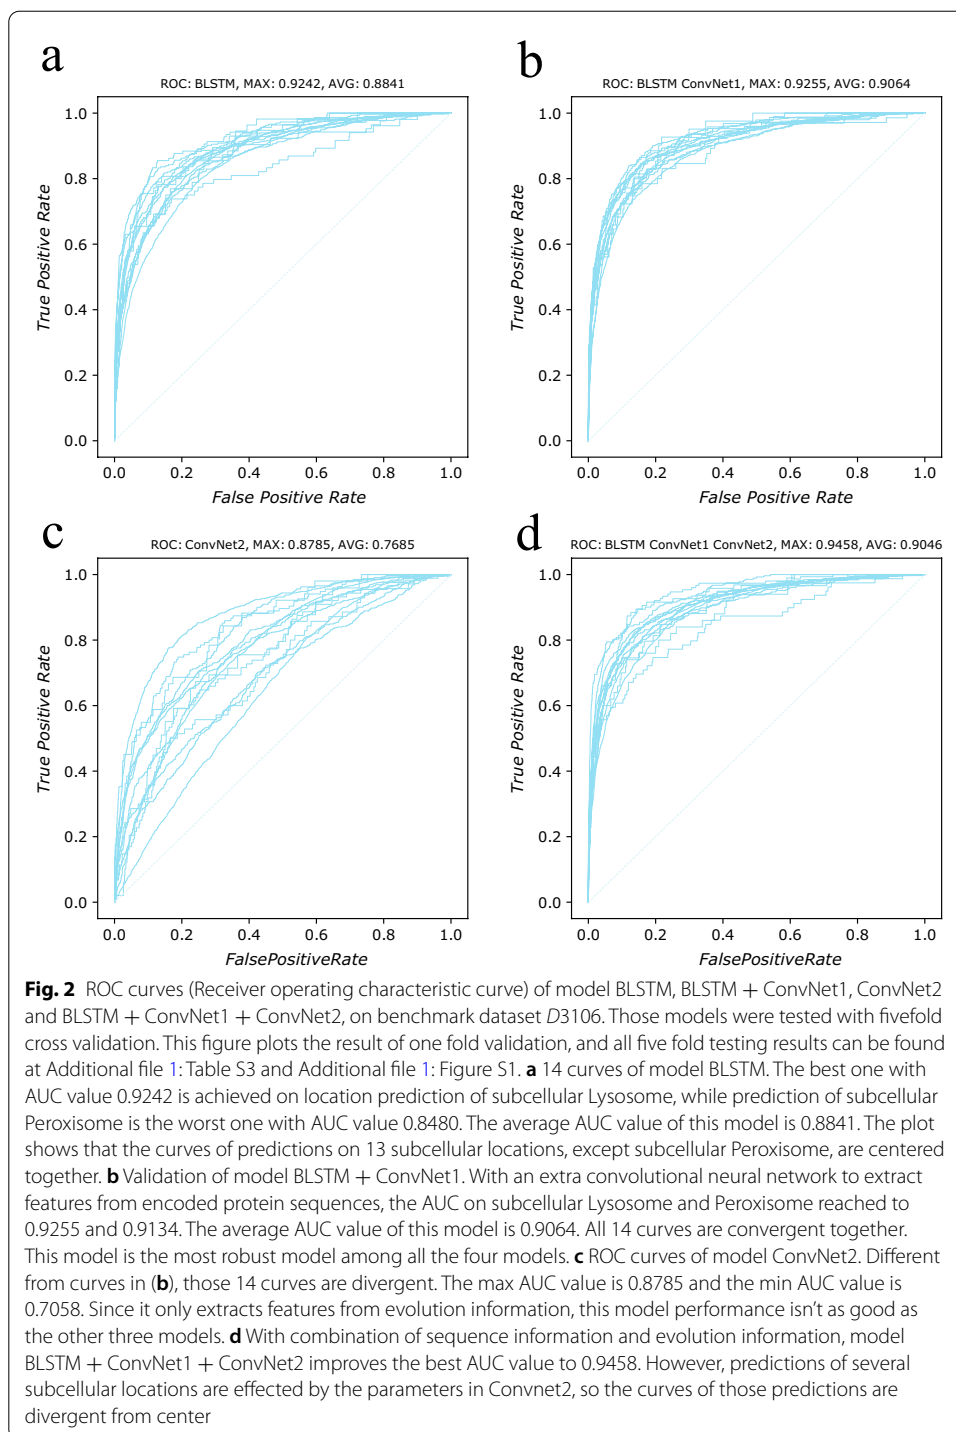 a
ROC: BLSTM, MAX: 0.9242, AVG: 0.8841
1.0
0.8
0.6
0.4
0.2
0.0
True Positive Rate
0.0 0.2 0.4 0.6 0.8 1.0
False Positive Rate
b
ROC: BLSTM ConvNet1, MAX: 0.9255, AVG: 0.9064
1.0
0.8
0.6
0.4
0.2
0.0
True Positive Rate
0.0 0.2 0.4 0.6 0.8 1.0
False Positive Rate
c
ROC: ConvNet2, MAX: 0.8785, AVG: 0.7685
1.0
0.8
0.6
0.4
0.2
0.0
True Positive Rate
0.0 0.2 0.4 0.6 0.8 1.0
FalsePositiveRate
d
ROC: BLSTM ConvNet1 ConvNet2, MAX: 0.9458, AVG: 0.9046
1.0
0.8
0.6
0.4
0.2
0.0
True Positive Rate
0.0 0.2 0.4 0.6 0.8 1.0
FalsePositiveRate
Fig. 2 ROC curves (Receiver operating characteristic curve) of model BLSTM, BLSTM + ConvNet1, ConvNet2
and BLSTM + ConvNet1 + ConvNet2, on benchmark dataset D3106. Those models were tested with fivefold
cross validation. This figure plots the result of one fold validation, and all five fold testing results can be found
at Additional file 1: Table S3 and Additional file 1: Figure S1. a 14 curves of model BLSTM. The best one with
AUC value 0.9242 is achieved on location prediction of subcellular Lysosome, while prediction of subcellular
Peroxisome is the worst one with AUC value 0.8480. The average AUC value of this model is 0.8841. The plot
shows that the curves of predictions on 13 subcellular locations, except subcellular Peroxisome, are centered
together. b Validation of model BLSTM + ConvNet1. With an extra convolutional neural network to extract
features from encoded protein sequences, the AUC on subcellular Lysosome and Peroxisome reached to
0.9255 and 0.9134. The average AUC value of this model is 0.9064. All 14 curves are convergent together.
This model is the most robust model among all the four models. c ROC curves of model ConvNet2. Different
from curves in (b), those 14 curves are divergent. The max AUC value is 0.8785 and the min AUC value is
0.7058. Since it only extracts features from evolution information, this model performance isn't as good as
the other three models. d With combination of sequence information and evolution information, model
BLSTM + ConvNet1 + ConvNet2 improves the best AUC value to 0.9458. However, predictions of several
subcellular locations are effected by the parameters in Convnet2, so the curves of those predictions are
divergent from center